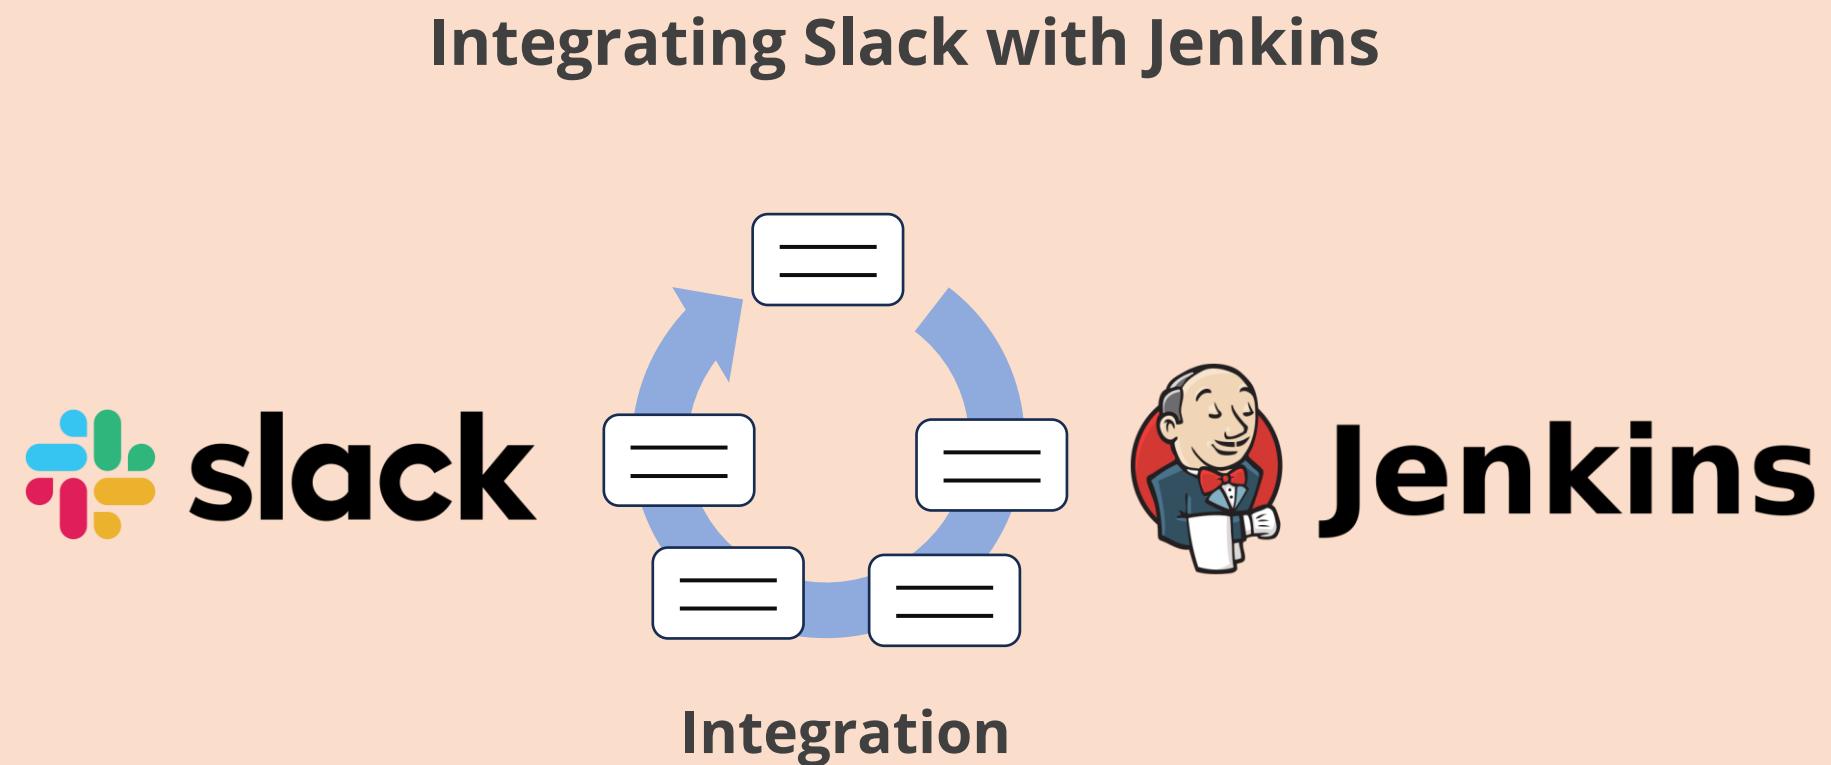 Integrating Slack with Jenkins
slack
Jenkins
Integration